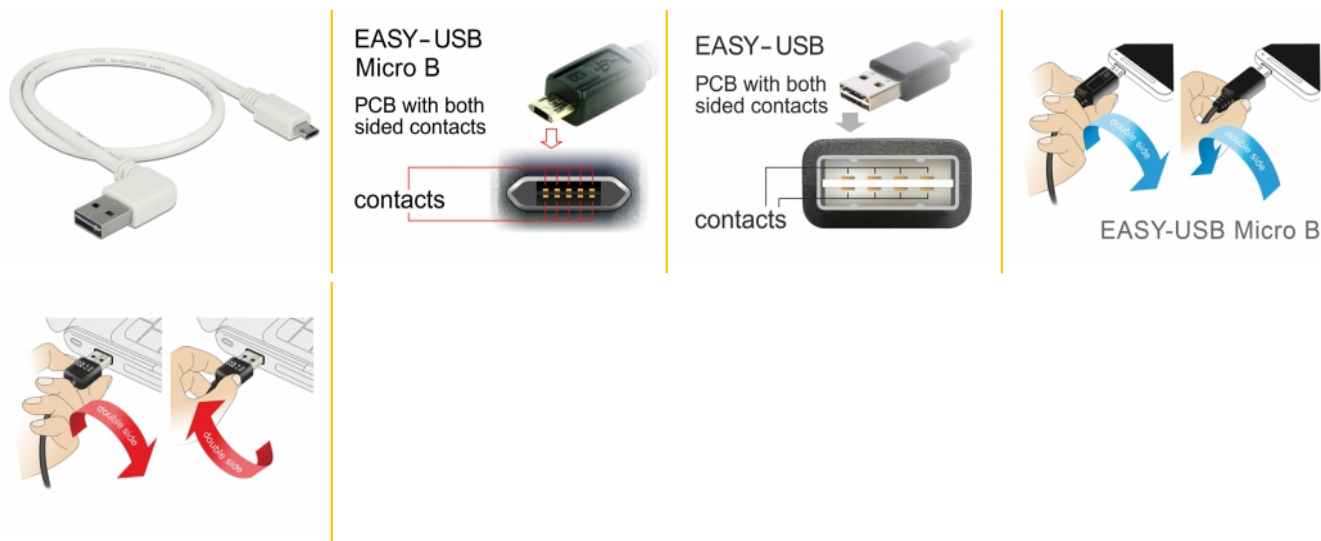 EASY-USB
Micro B
PCB with both
sided contacts
contacts
EASY-USB
PCB with both
sided contacts
contacts
double side
double side
EASY-USB Micro B
double side
double side